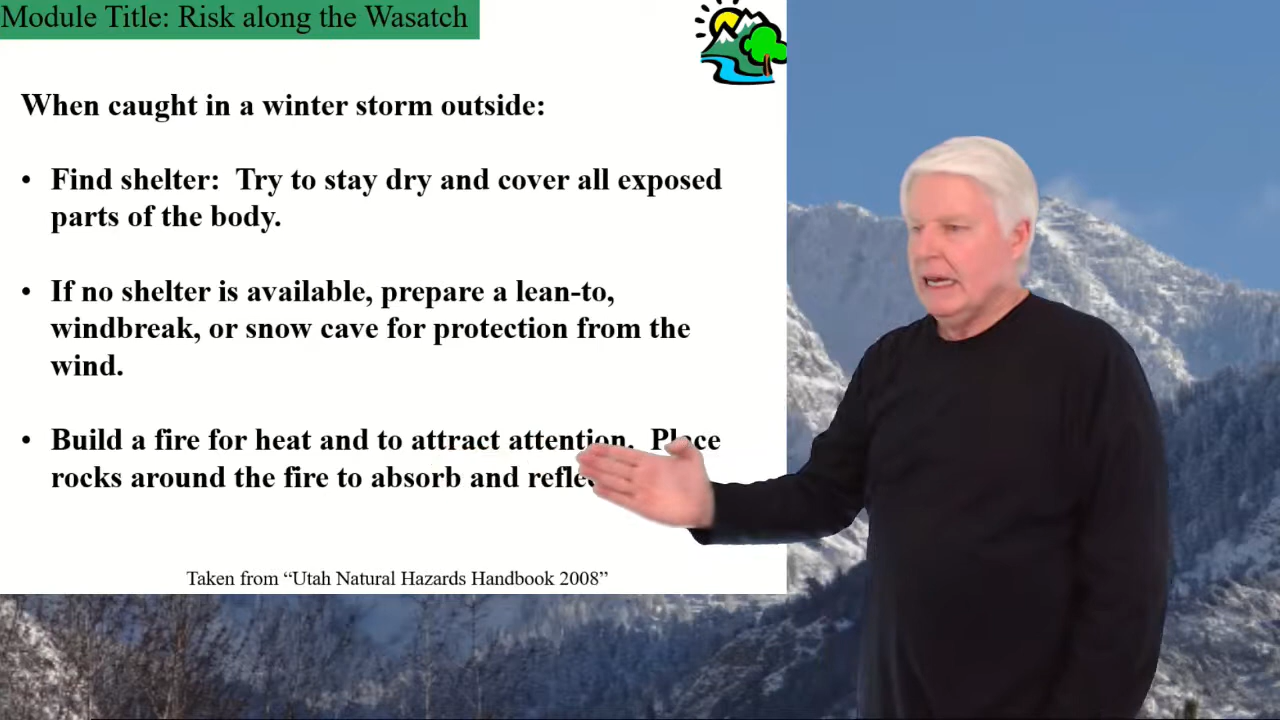 Module Title: Risk along the Wasatch
When caught in a winter storm outside:
• Find shelter: Try to stay dry and cover all exposed
parts of the body.
• If no shelter is available, prepare a lean-to,
windbreak, or snow cave for protection from the
wind.
• Build a fire for heat and to attract attention. Place
rocks around the fire to absorb and
Taken from “Utah Natural Hazards Handbook 2008”